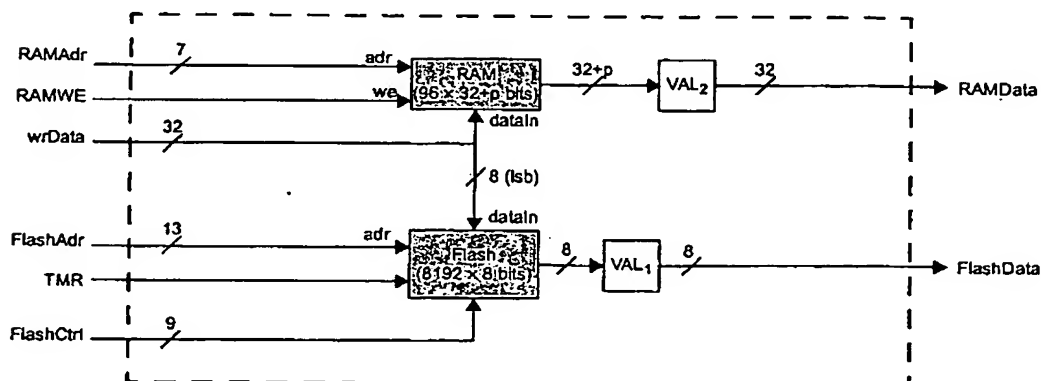 RAMAdr
7
adr
RAM
(96 x 32+p bits)
32+p
VAL2
32
RAMData
RAMWE
we
wrData
32
dataIn
8 (lsb)
dataIn
FlashAdr
13
adr
Flash
(8192 x 8 bits)
8
VAL1
8
FlashData
TMR
FlashCtrl
9